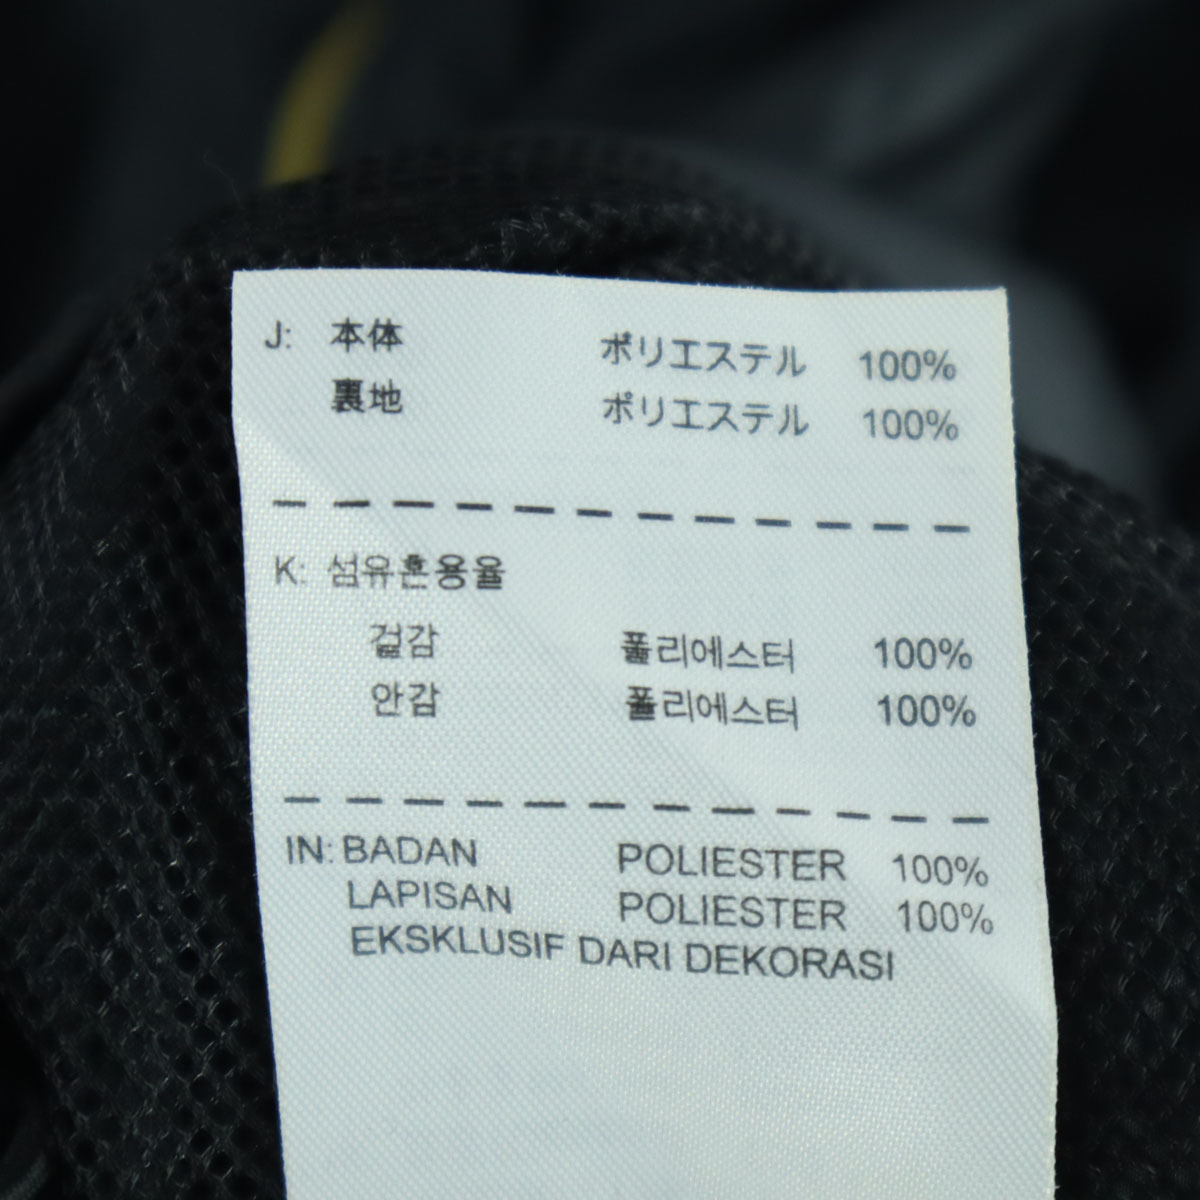 J: 本体 ポリエステル 100%
裏地 ポリエステル 100%
K: 섬유혼용율
겉감 폴리에스터 100%
안감 폴리에스터 100%
IN: BADAN POLIESTER 100%
LAPISAN POLIESTER 100%
EKSKLUSIF DARI DEKORASI